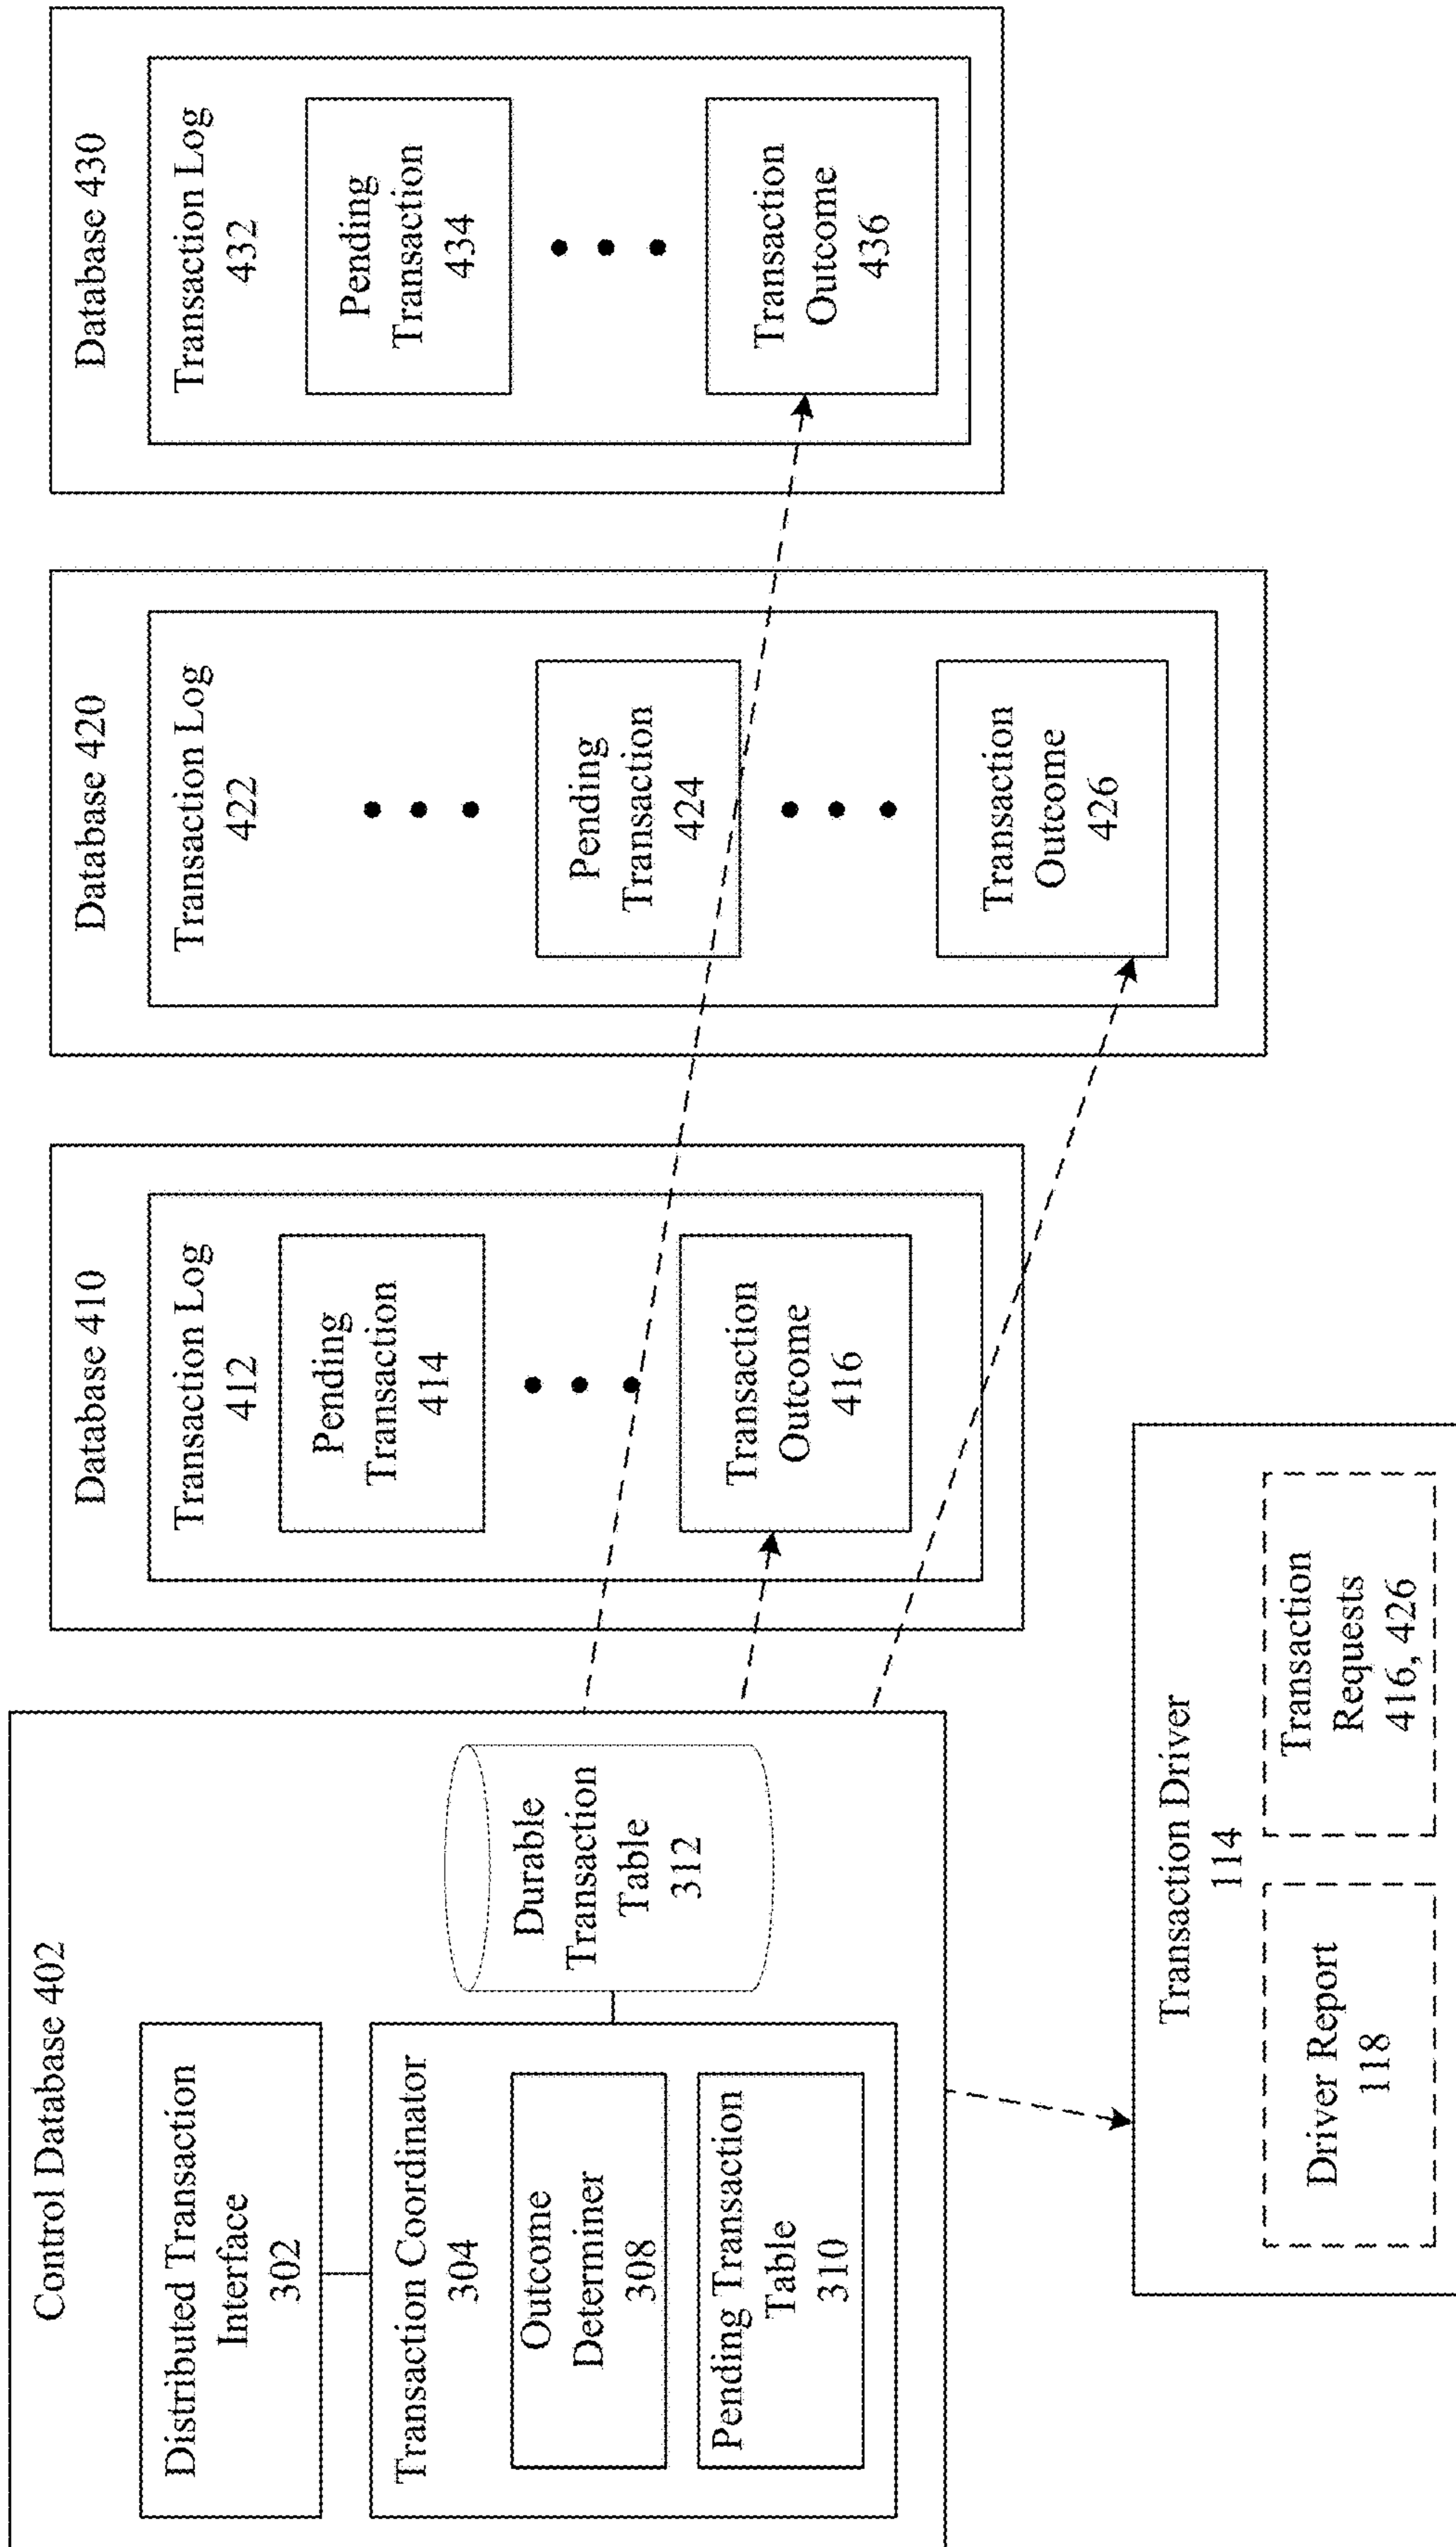 Control Database 402
Distributed Transaction
Interface
302
Transaction Coordinator
304
Outcome
Determiner
308
Pending Transaction
Table
310
Durable
Transaction
Table
312
Database 410
Transaction Log
412
Pending
Transaction
414
Transaction
Outcome
416
Database 420
Transaction Log
422
Pending
Transaction
424
Transaction
Outcome
426
Database 430
Transaction Log
432
Pending
Transaction
434
Transaction
Outcome
436
Transaction Driver
114
Driver Report
118
Transaction
Requests
416, 426